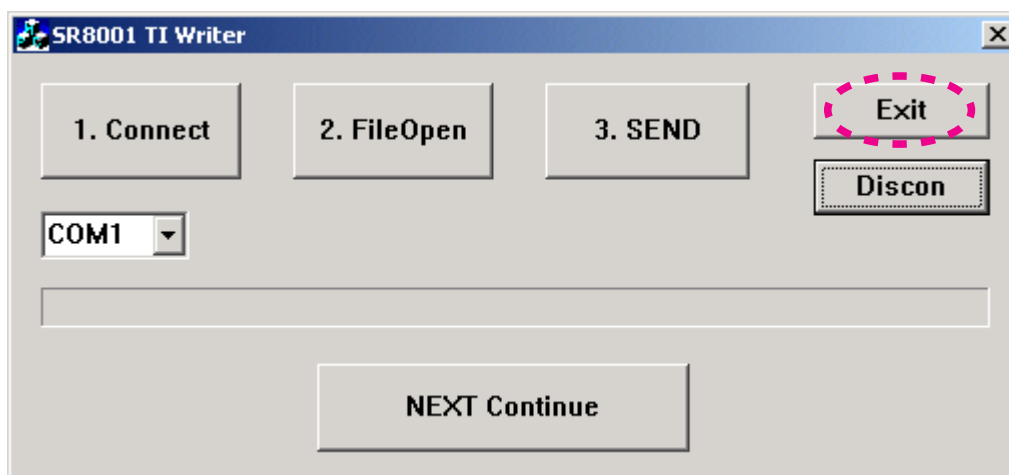 SR8001 TI Writer
1. Connect
2. FileOpen
3. SEND
Exit
Discon
COM1
NEXT Continue